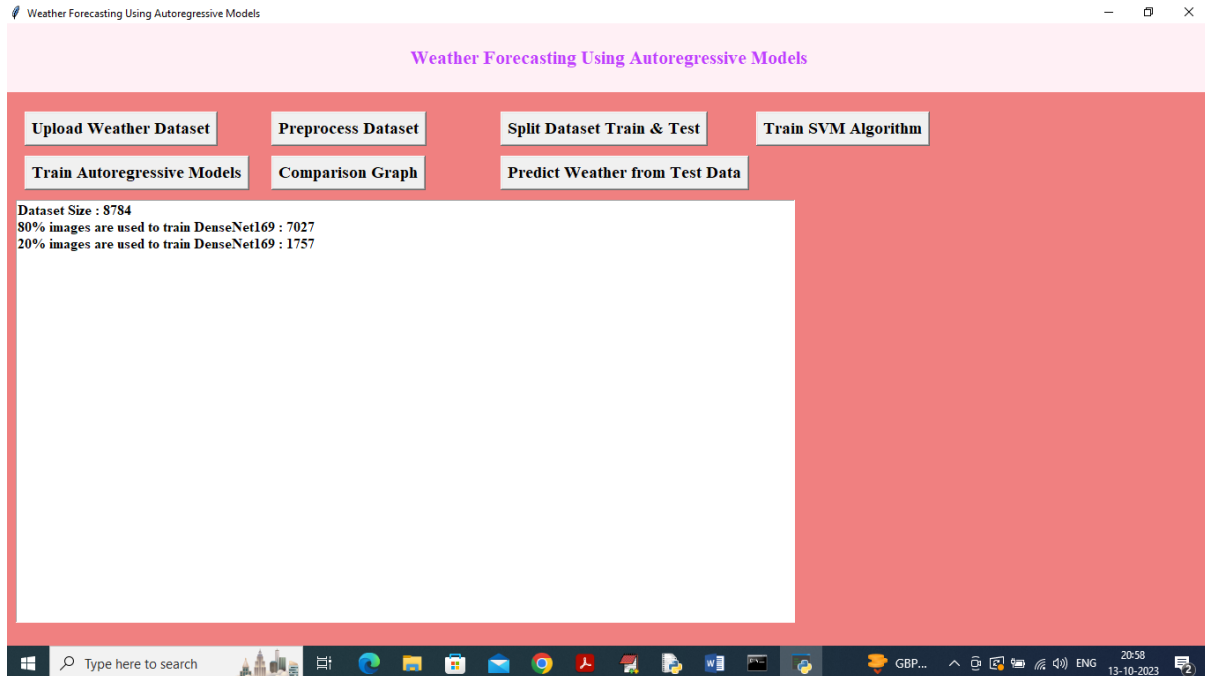 Weather Forecasting Using Autoregressive Models
Weather Forecasting Using Autoregressive Models
Upload Weather Dataset Preprocess Dataset Split Dataset Train & Test Train SVM Algorithm
Train Autoregressive Models Comparison Graph Predict Weather from Test Data
Dataset Size : 8784
80% images are used to train DenseNet169 : 7027
20% images are used to train DenseNet169 : 1757
Type here to search GBP... ENG 20:58
13-10-2023 2